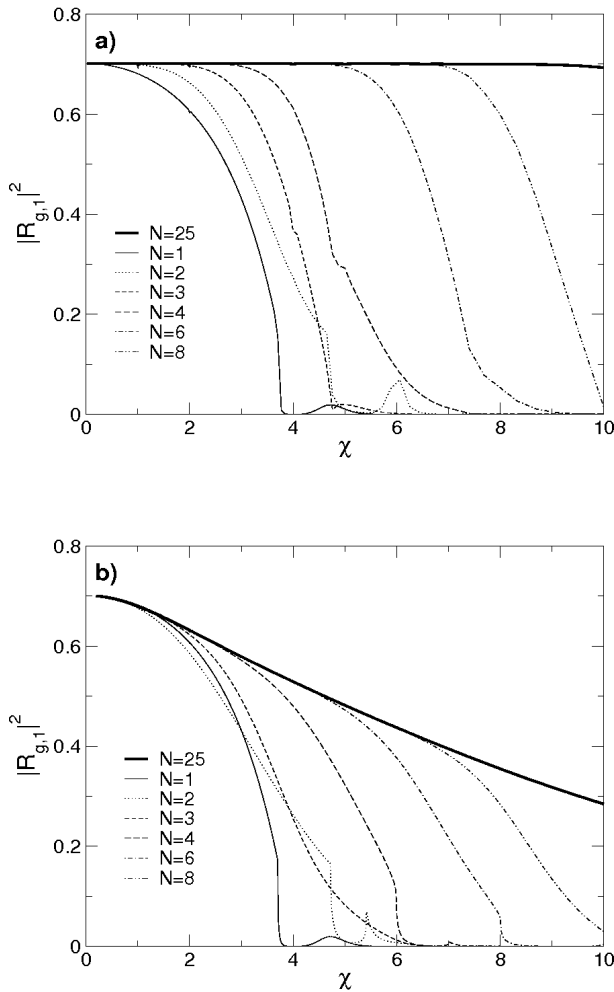 a)
0.8
0.6
0.4
0.2
0
|R_{g,1}|^2
N=25
N=1
N=2
N=3
N=4
N=6
N=8
0 2 4 6 8 10
χ
b)
0.8
0.6
0.4
0.2
0
|R_{g,1}|^2
N=25
N=1
N=2
N=3
N=4
N=6
N=8
0 2 4 6 8 10
χ